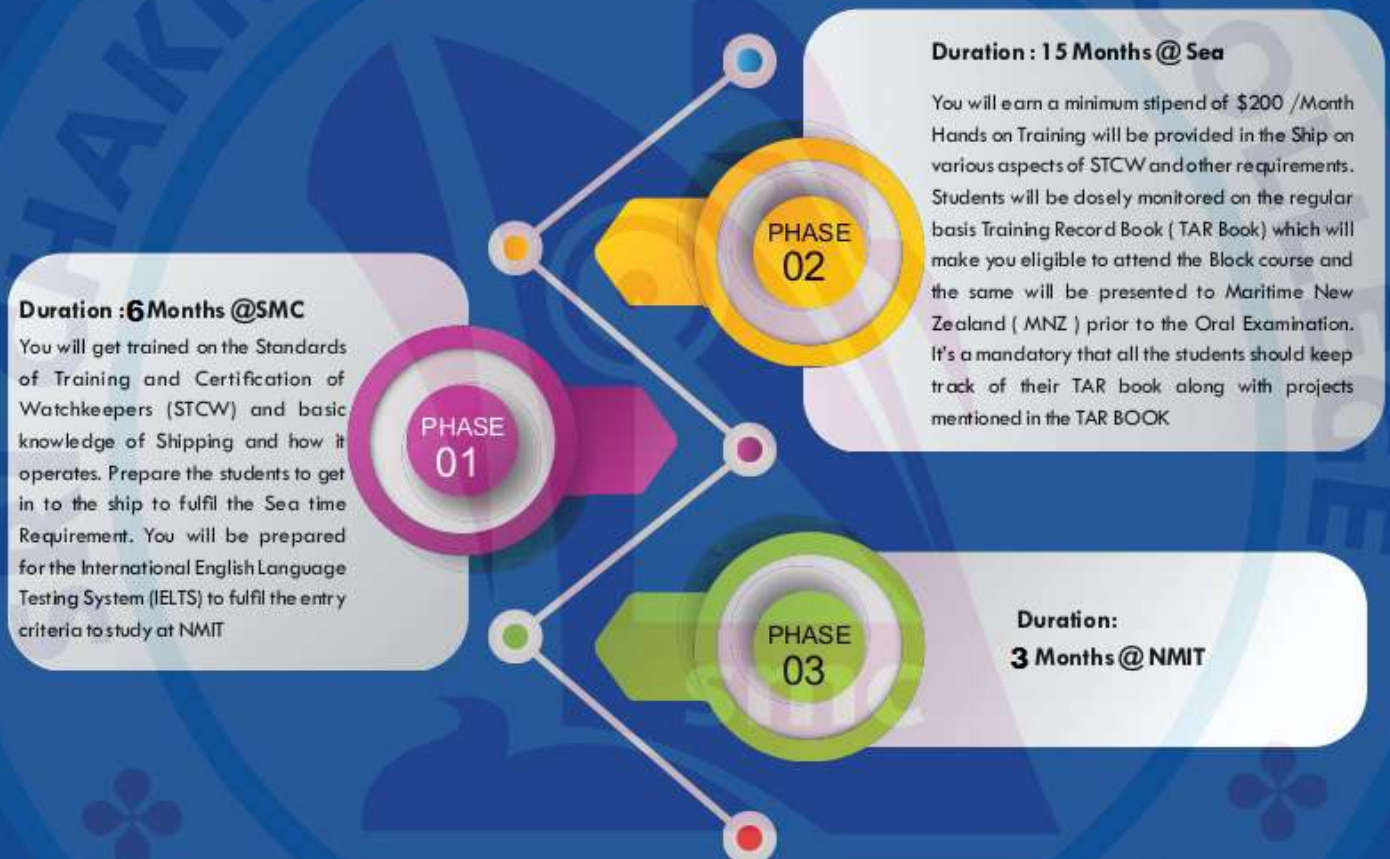 Duration :6 Months @SMC
You will get trained on the Standards
of Training and Certification of
Watchkeepers (STCW) and basic
knowledge of Shipping and how it
operates. Prepare the students to get
in to the ship to fulfil the Sea time
Requirement. You will be prepared
for the International English Language
Testing System (IELTS) to fulfil the entry
criteria to study at NMIT
PHASE
01
Duration : 15 Months @ Sea
You will earn a minimum stipend of $200 /Month
Hands on Training will be provided in the Ship on
various aspects of STCW and other requirements.
Students will be closely monitored on the regular
basis Training Record Book ( TAR Book) which will
make you eligible to attend the Block course and
the same will be presented to Maritime New
Zealand ( MNZ ) prior to the Oral Examination.
It's a mandatory that all the students should keep
track of their TAR book along with projects
mentioned in the TAR BOOK
PHASE
02
PHASE
03
Duration:
3 Months @ NMIT
smc